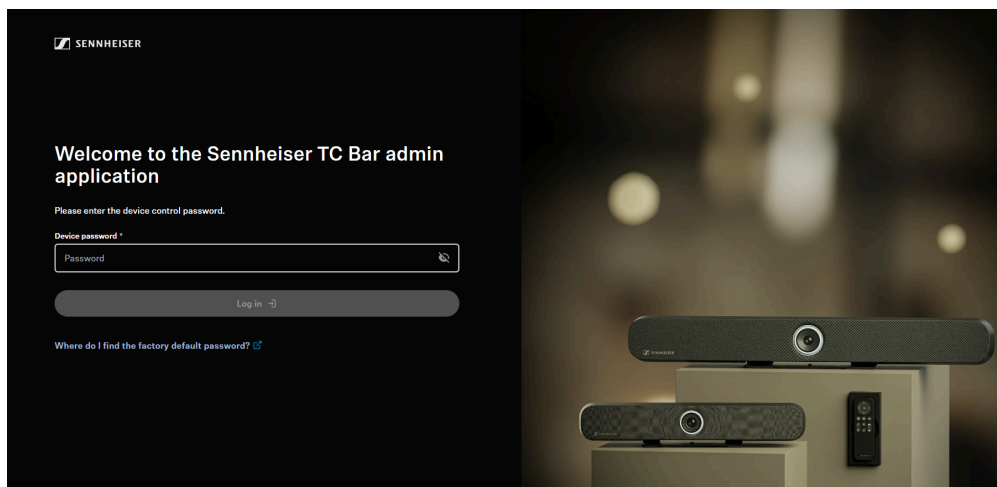 SENNHEISER
Welcome to the Sennheiser TC Bar admin
application
Please enter the device control password.
Device password *
Password
Log in
Where do I find the factory default password?
SENNHEISER